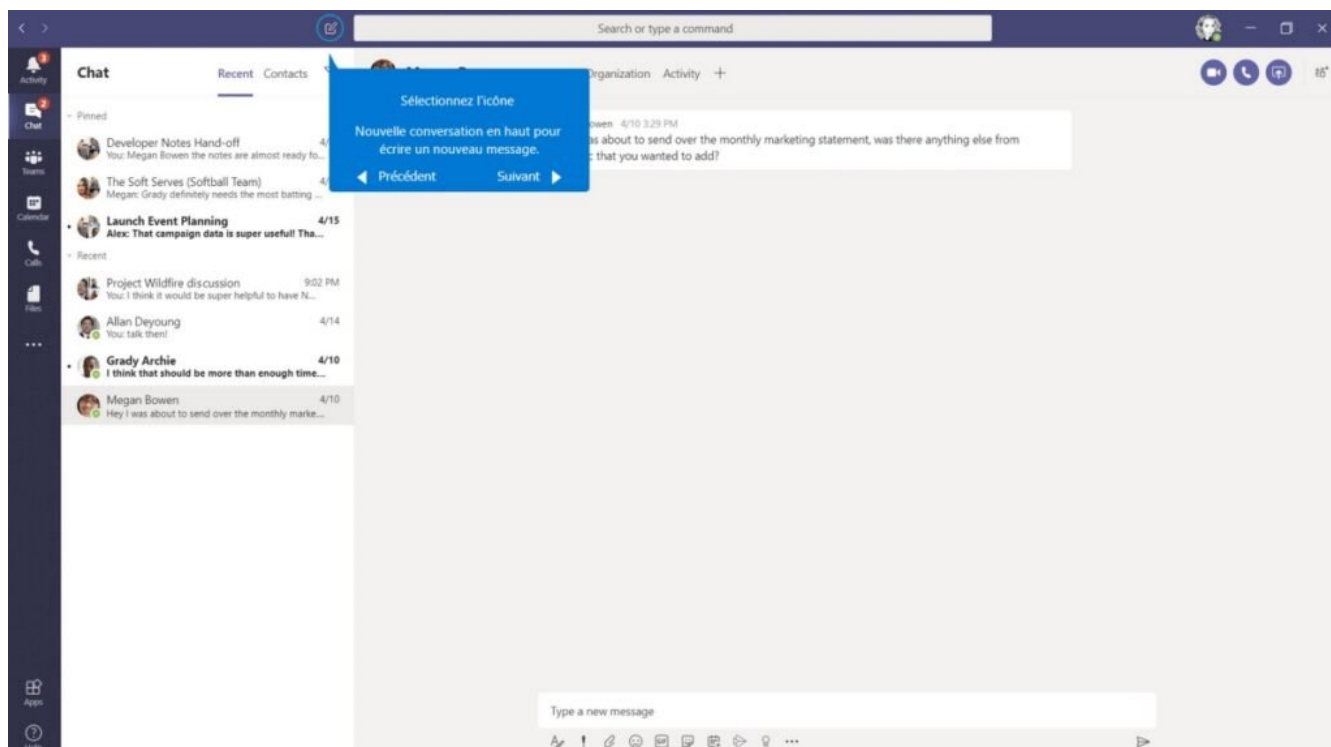 Search or type a command
3
Activity
2
Chat
Teams
Calendar
Calls
Files
Apps
Chat
Recent Contacts
Pinned
Developer Notes Hand-off 4/
You: Megan Bowen the notes are almost ready fo...
The Soft Serves (Softball Team) 4/
Megan: Grady definitely needs the most batting ...
Launch Event Planning 4/15
Alex: That campaign data is super useful! Tha...
Recent
Project Wildfire discussion 9:02 PM
You: I think it would be super helpful to have N...
Allan Deyoung 4/14
You: talk then!
Grady Archie 4/10
I think that should be more than enough time...
Megan Bowen 4/10
Hey I was about to send over the monthly marke...
Sélectionnez l'icône
Nouvelle conversation en haut pour
écrire un nouveau message.
Précédent Suivant
Organization Activity +
owen 4/10 3:29 PM
as about to send over the monthly marketing statement, was there anything else from
that you wanted to add?
Type a new message
GIF